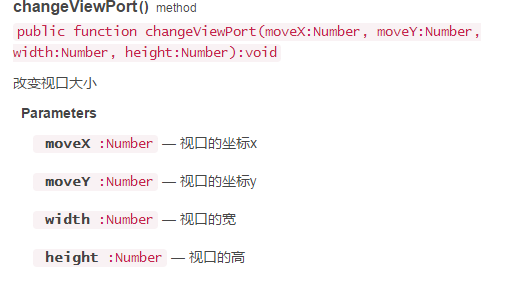 changeViewPort() method
public function changeViewPort(moveX:Number, moveY:Number,
width:Number, height:Number):void
改变视口大小
Parameters
moveX :Number — 视口的坐标x
moveY :Number — 视口的坐标y
width :Number — 视口的宽
height :Number — 视口的高